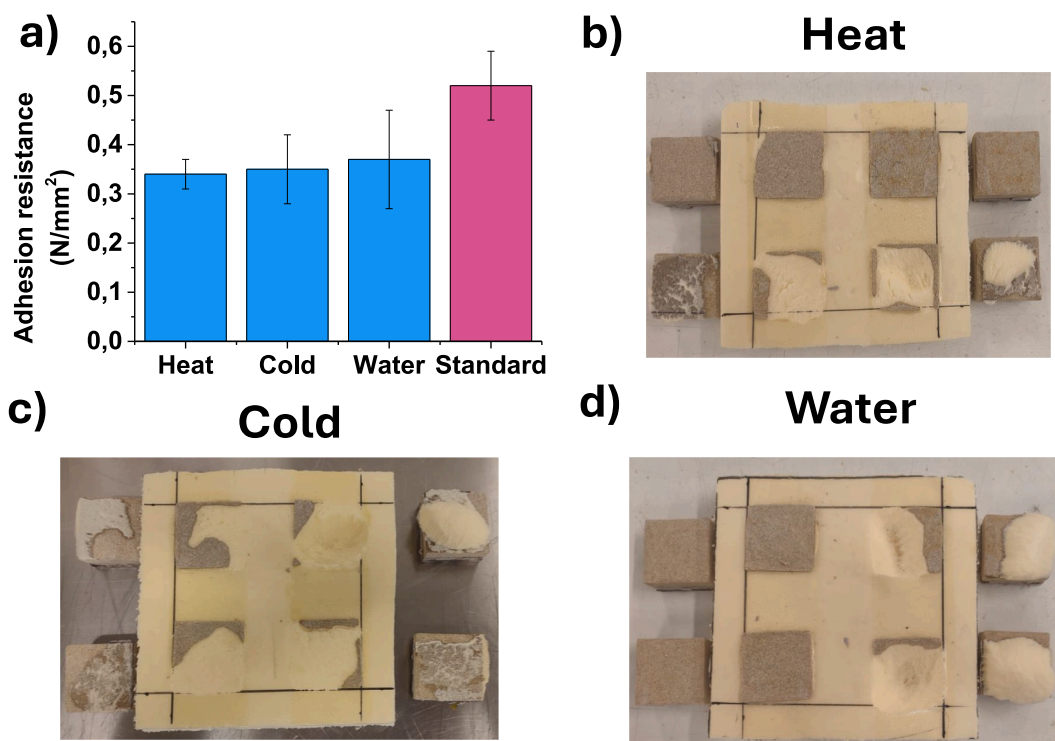 a)
Adhesion resistance
(N/mm²)
0,6
0,5
0,4
0,3
0,2
0,1
0,0
Heat
Cold
Water
Standard
b)
Heat
c)
Cold
d)
Water